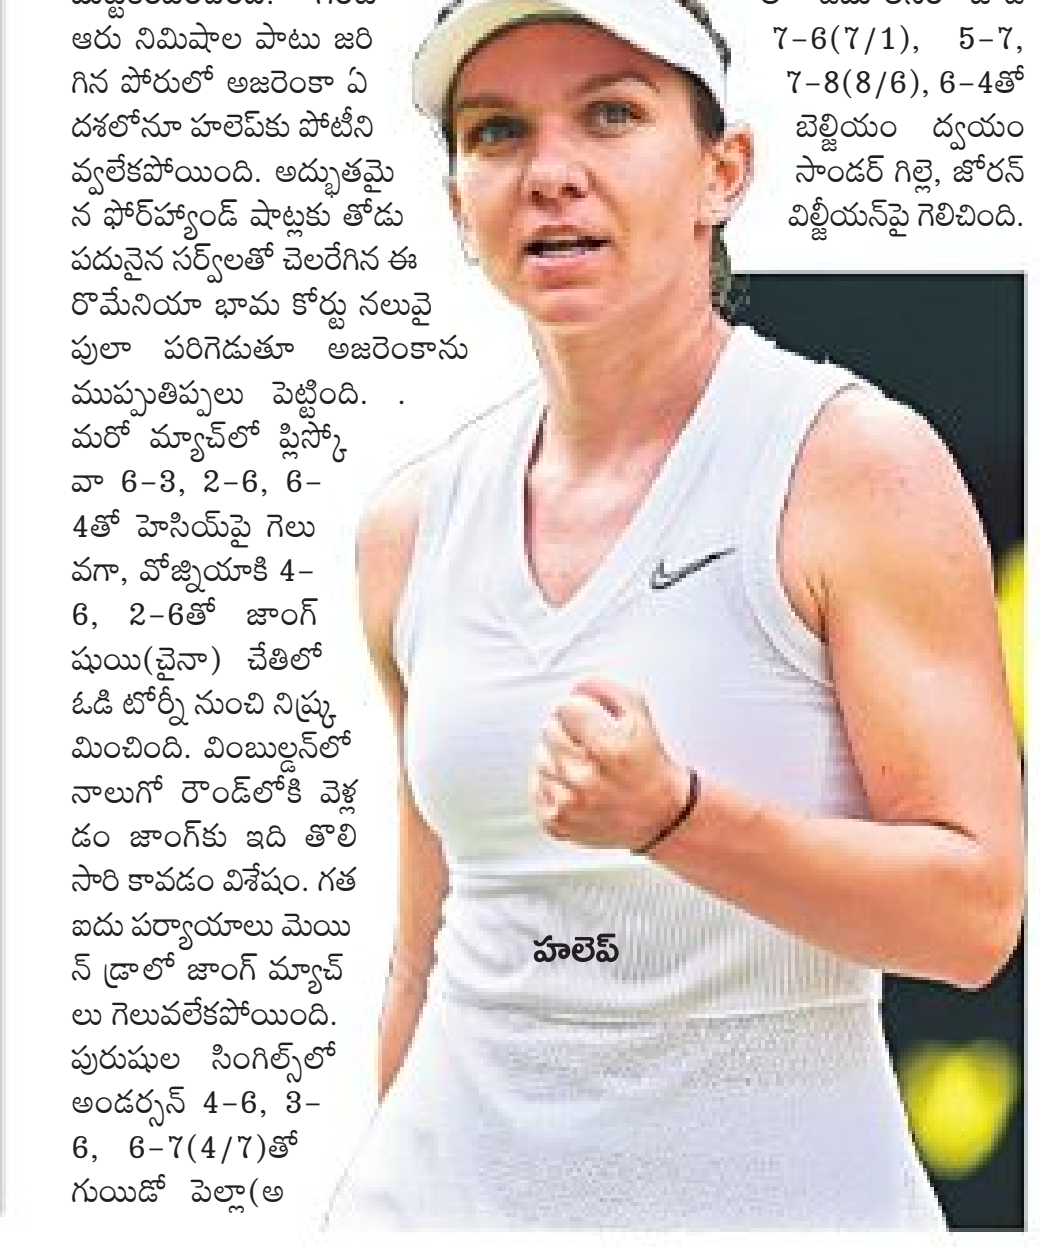 ఆరు నిమిషాల పాటు జరి
గిన పోరులో అజరెంకా ఏ
దశలోనూ హలెప్‌కు పోటీని
వ్వలేకపోయింది. అద్భుతమై
న ఫోర్‌హ్యాండ్ షాట్లకు తోడు
పదునైన సర్వ్‌లతో చెలరేగిన ఈ
రొమేనియా భామ కోర్టు నలువై
పులా పరిగెడుతూ అజరెంకాను
ముప్పుతిప్పలు పెట్టింది. .
మరో మ్యాచ్‌లో ప్లిస్కో
వా 6-3, 2-6, 6-
4తో హెసియ్‌పై గెలు
వగా, వోజ్నియాకి 4-
6, 2-6తో జాంగ్
షుయి(చైనా) చేతిలో
ఓడి టోర్నీ నుంచి నిష్క్ర
మించింది. వింబుల్డన్‌లో
నాలుగో రౌండ్‌లోకి వెళ్ల
డం జాంగ్‌కు ఇది తొలి
సారి కావడం విశేషం. గత
ఐదు పర్యాయాలు మెయి
న్ డ్రాలో జాంగ్ మ్యాచ్
లు గెలువలేకపోయింది.
పురుషుల సింగిల్స్‌లో
అండర్సన్ 4-6, 3-
6, 6-7(4/7)తో
గుయిడో పెల్లా(అ
7-6(7/1), 5-7,
7-8(8/6), 6-4తో
బెల్జియం ద్వయం
సాండర్ గిల్లె, జోరన్
విల్జీయన్‌పై గెలిచింది.
హలెప్